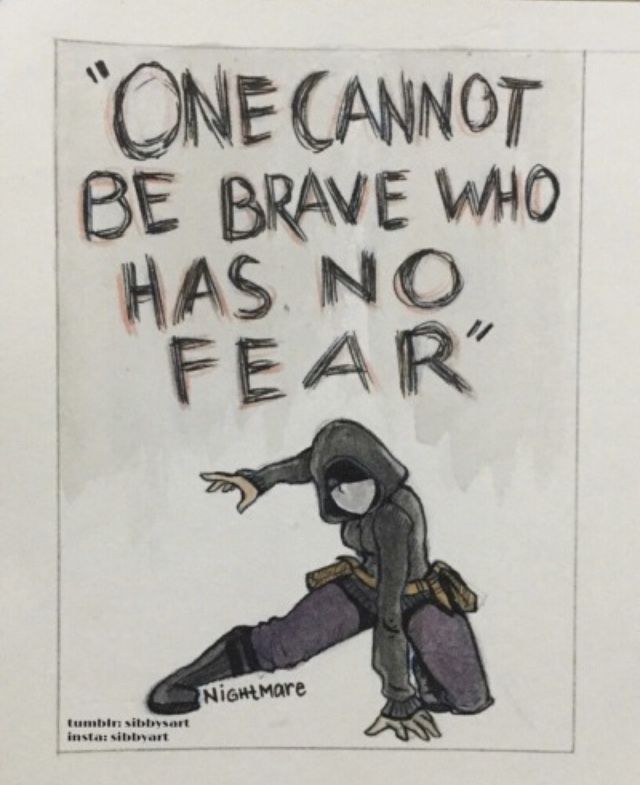 "ONE CANNOT
BE BRAVE WHO
HAS NO
FEAR"
NiGHtMare
tumblr: sibbysart
insta: sibbyart